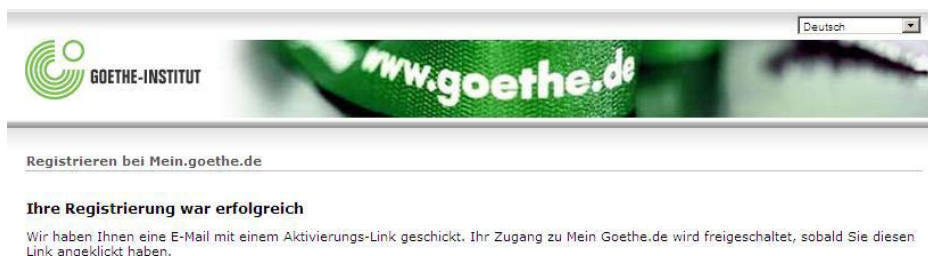 Deutsch
GOETHE-INSTITUT
www.goethe.de
Registrieren bei Mein.goethe.de
Ihre Registrierung war erfolgreich
Wir haben Ihnen eine E-Mail mit einem Aktivierungs-Link geschickt. Ihr Zugang zu Mein Goethe.de wird freigeschaltet, sobald Sie diesen
Link angeklickt haben.